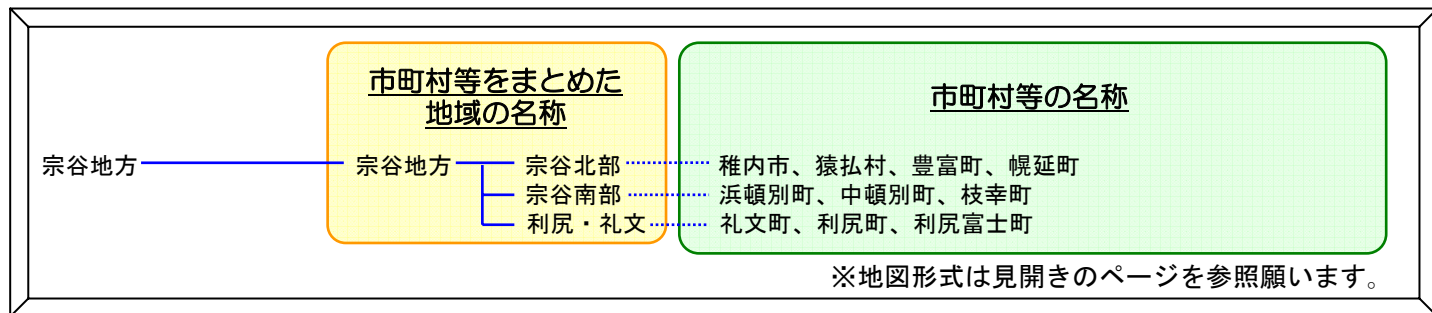 市町村等をまとめた
地域の名称
市町村等の名称
宗谷地方 宗谷地方 宗谷北部 稚内市、猿払村、豊富町、幌延町
宗谷南部 浜頓別町、中頓別町、枝幸町
利尻・礼文 礼文町、利尻町、利尻富士町
※地図形式は見開きのページを参照願います。